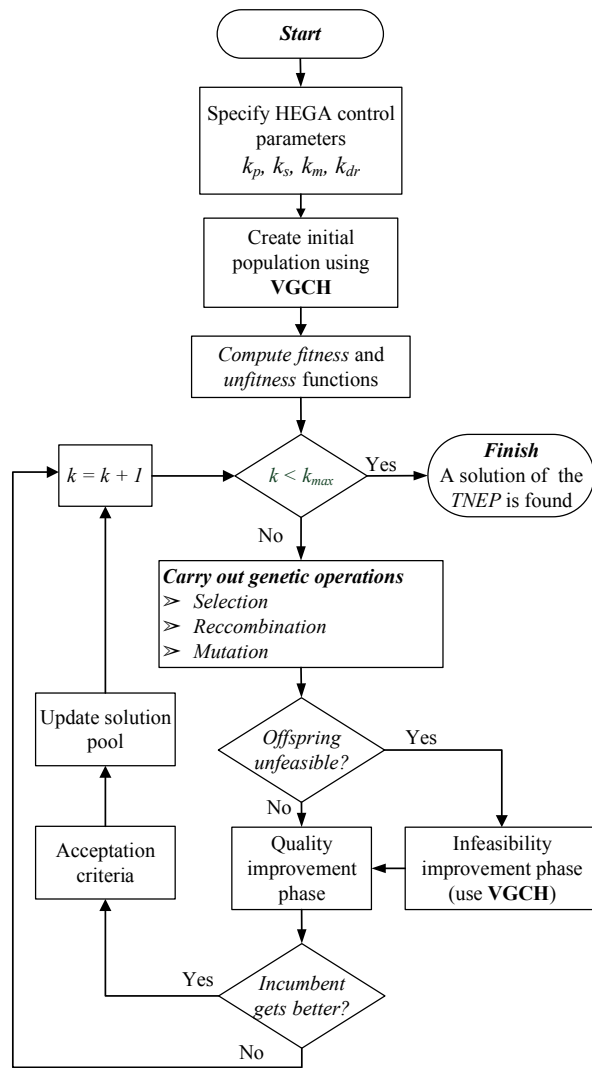 Start
Specify HEGA control
parameters
kp, ks, km, kdr
Create initial
population using
VGCH
Compute fitness and
unfitness functions
k = k + 1
k < kmax
Yes
Finish
A solution of the
TNEP is found
No
Carry out genetic operations
➢ Selection
➢ Reccombination
➢ Mutation
Update solution
pool
Offspring
unfeasible?
Yes
No
Acceptation
criteria
Quality
improvement
phase
Infeasibility
improvement phase
(use VGCH)
Yes
Incumbent
gets better?
No